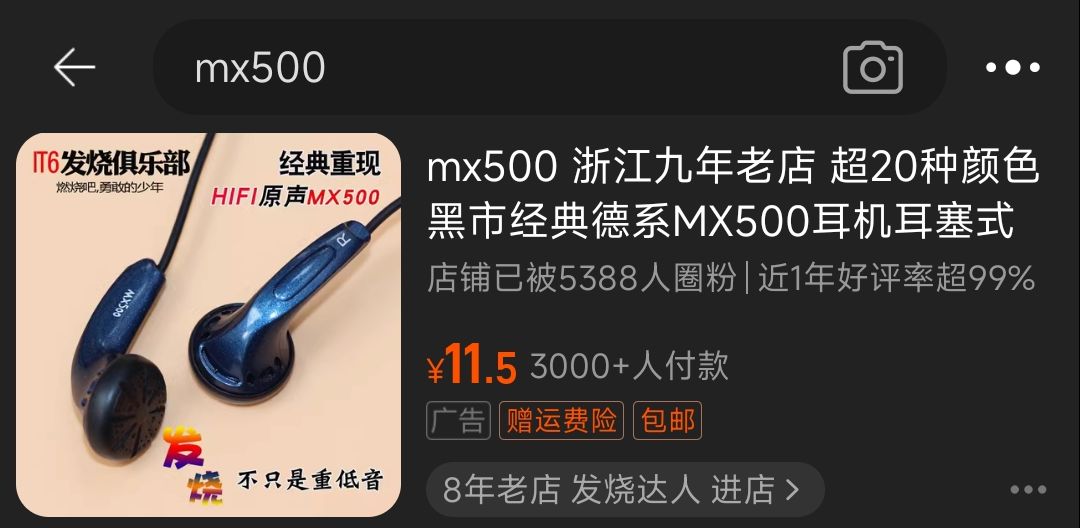 mx500
IT6发烧俱乐部
燃烧吧,勇敢的少年
经典重现
HIFI原声MX500
R
MX500
发烧
不只是重低音
mx500 浙江九年老店 超20种颜色
黑市经典德系MX500耳机耳塞式
店铺已被5388人圈粉|近1年好评率超99%
¥11.5 3000+人付款
广告 赠运费险 包邮
8年老店 发烧达人 进店 >